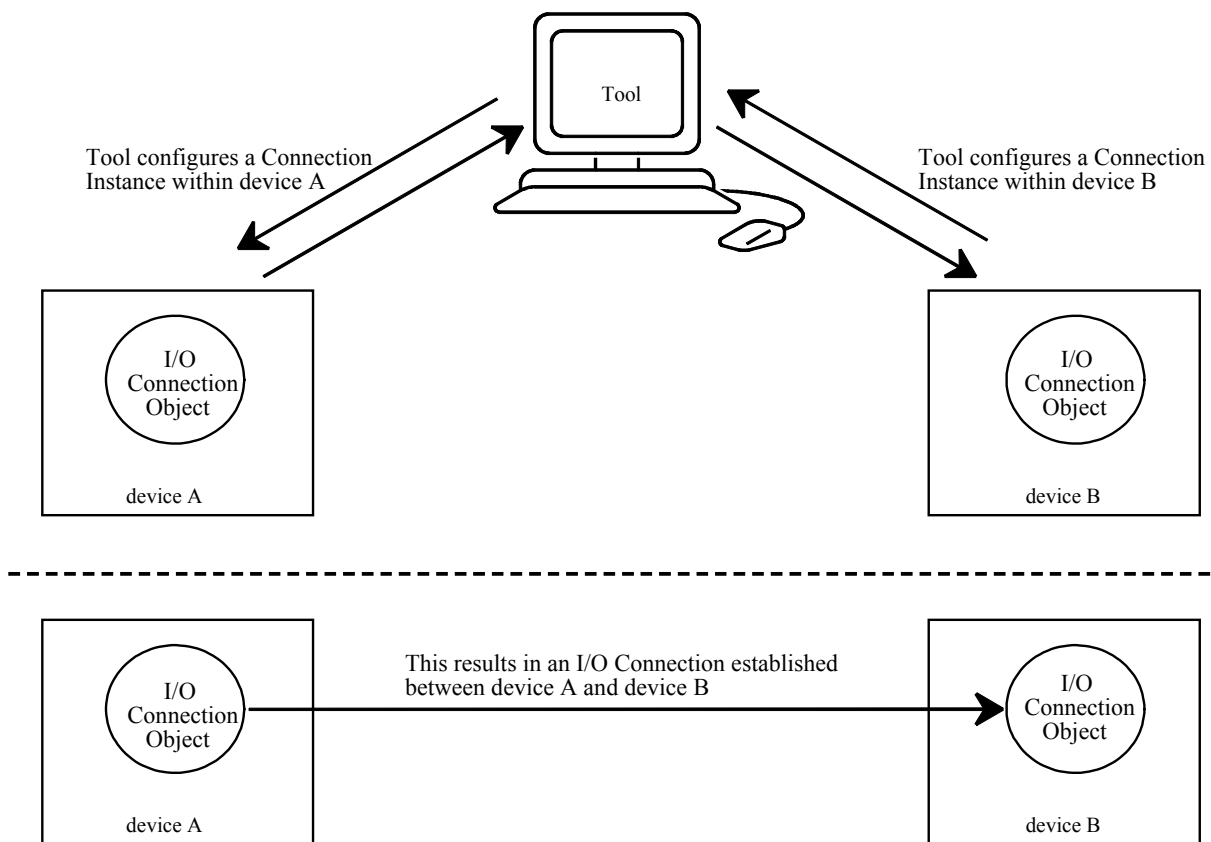 Tool
Tool configures a Connection
Instance within device A
Tool configures a Connection
Instance within device B
I/O
Connection
Object
device A
I/O
Connection
Object
device B
This results in an I/O Connection established
between device A and device B
I/O
Connection
Object
device A
I/O
Connection
Object
device B